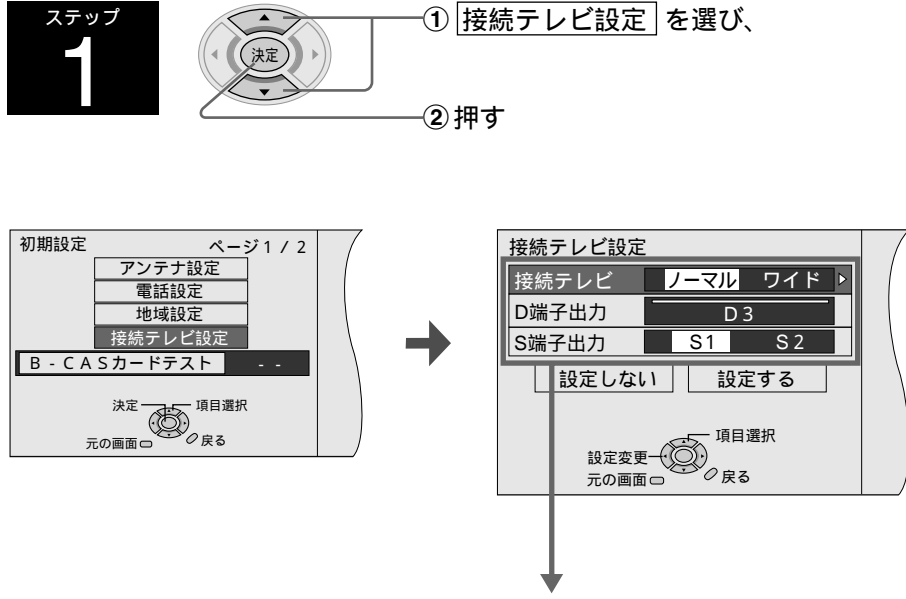 ステップ
1
① 接続テレビ設定 を選び、
決定
② 押す
初期設定 ページ1/2
アンテナ設定
電話設定
地域設定
接続テレビ設定
B-CASカードテスト --
決定 項目選択
元の画面 戻る
接続テレビ設定
接続テレビ ノーマル ワイド
D端子出力 D3
S端子出力 S1 S2
設定しない 設定する
項目選択
設定変更
元の画面 戻る